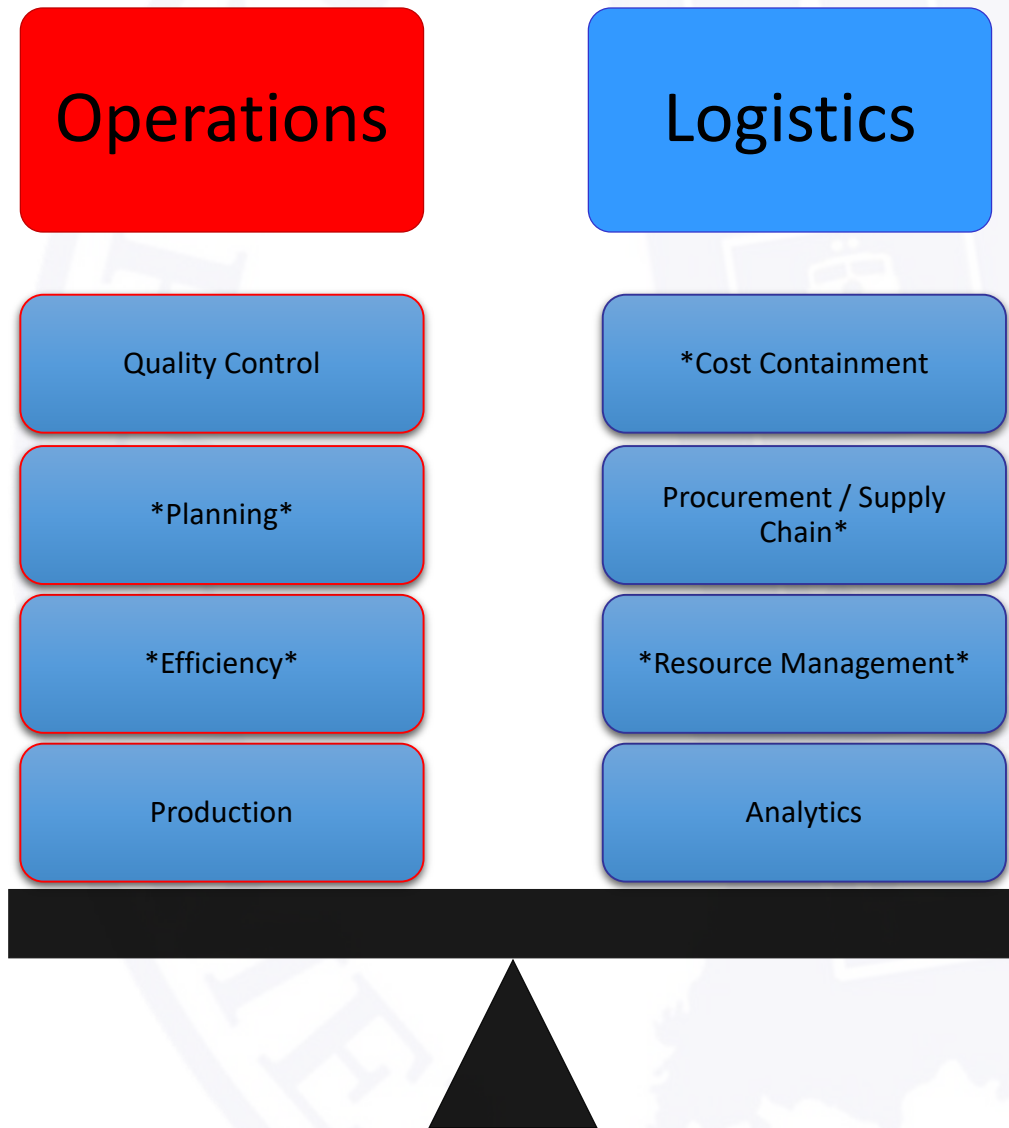 Operations
Logistics
Quality Control
*Planning*
*Efficiency*
Production
*Cost Containment
Procurement / Supply
Chain*
*Resource Management*
Analytics